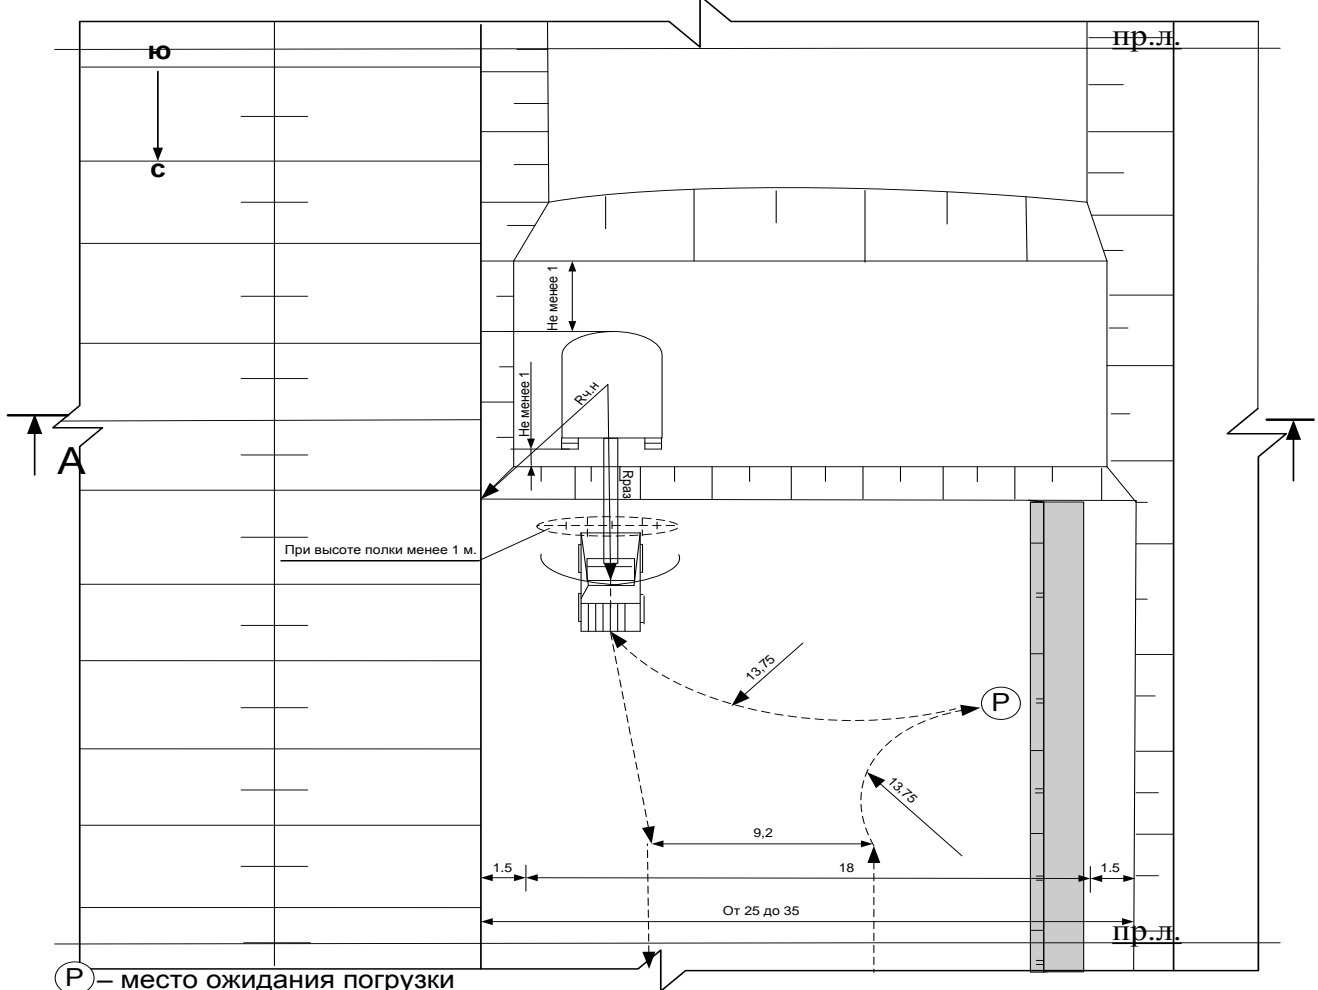 пр.л.
ю
с
Не менее 1
Не менее 1
Rч.н
А
Rраз
При высоте полки менее 1 м.
13,75
Р
13,75
9,2
1.5
18
1.5
От 25 до 35
пр.л.
Р – место ожидания погрузки